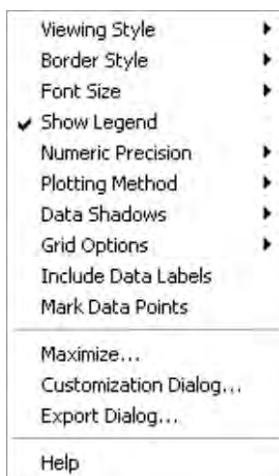 Viewing Style
Border Style
Font Size
Show Legend
Numeric Precision
Plotting Method
Data Shadows
Grid Options
Include Data Labels
Mark Data Points
Maximize...
Customization Dialog...
Export Dialog...
Help